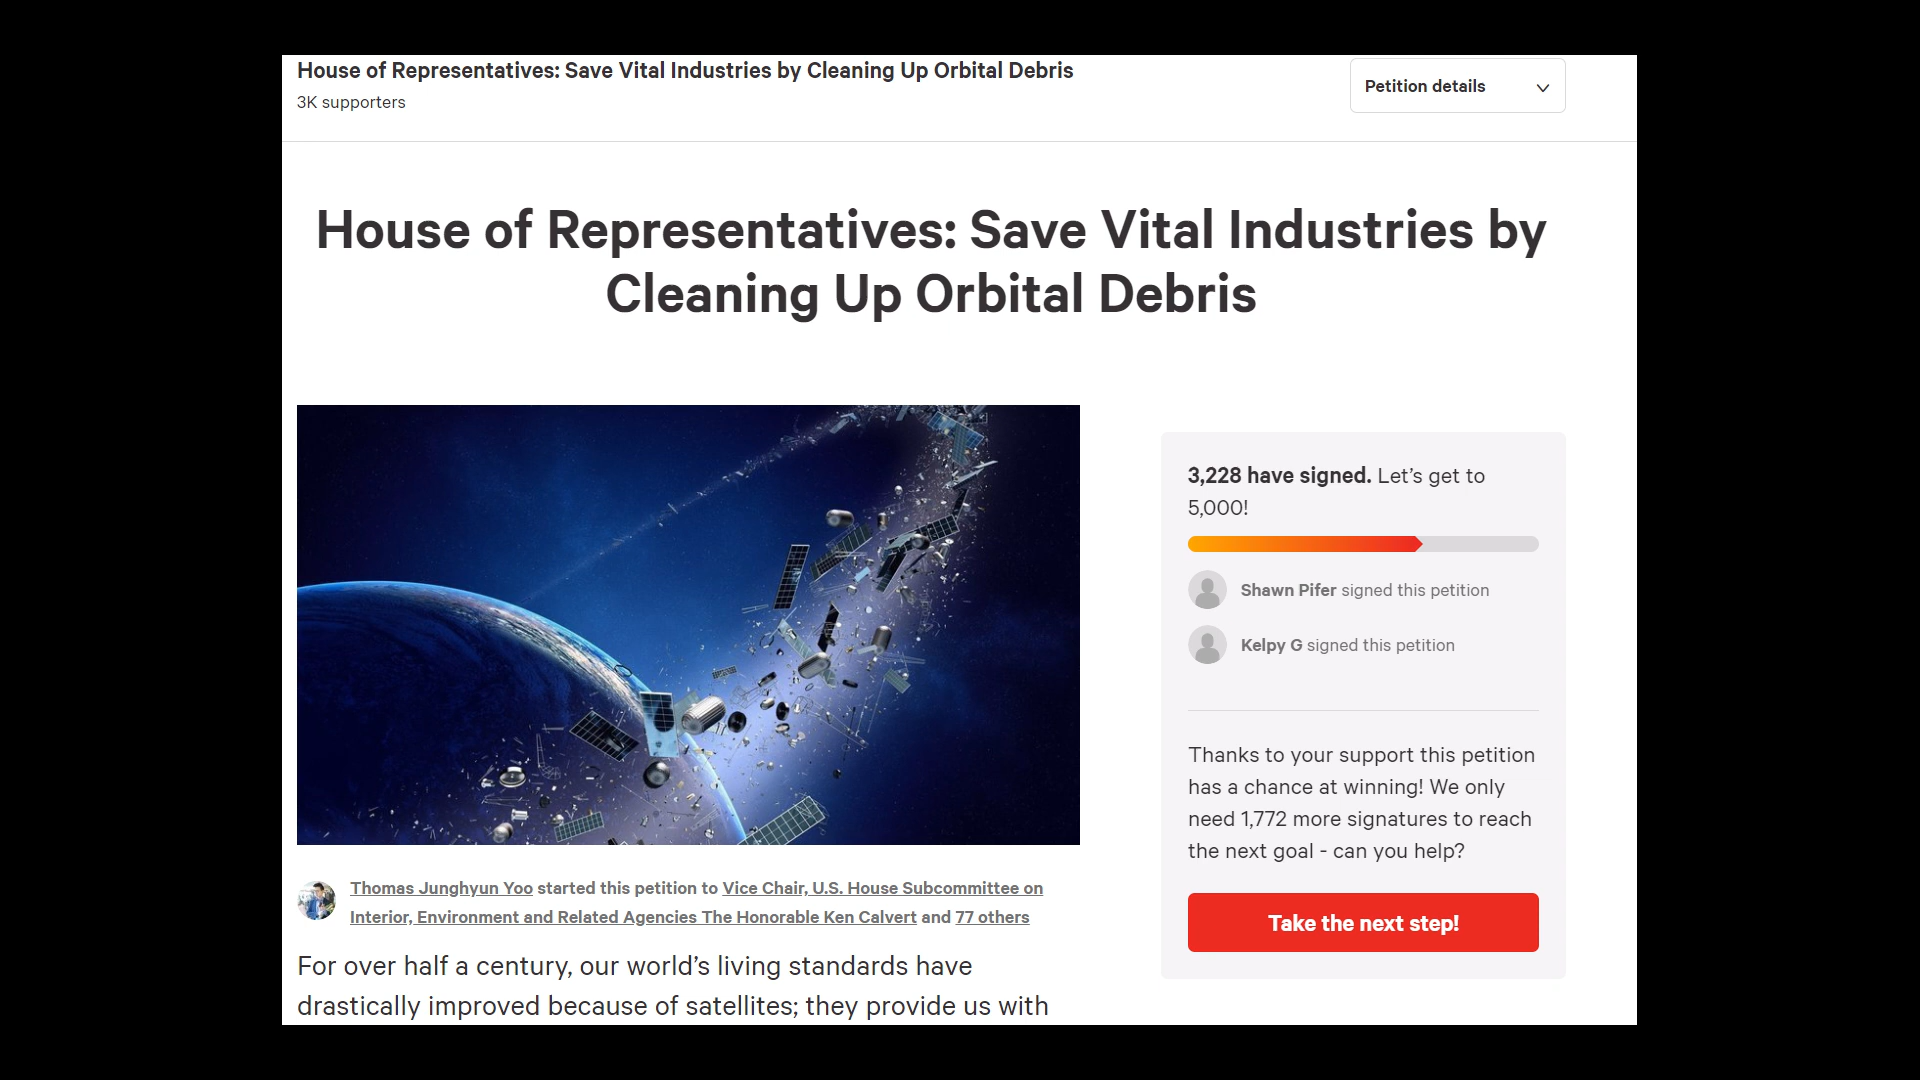 House of Representatives: Save Vital Industries by Cleaning Up Orbital Debris
3K supporters
Petition details
House of Representatives: Save Vital Industries by
Cleaning Up Orbital Debris
3,228 have signed. Let’s get to
5,000!
Shawn Pifer signed this petition
Kelpy G signed this petition
Thanks to your support this petition
has a chance at winning! We only
need 1,772 more signatures to reach
the next goal - can you help?
Take the next step!
Thomas Junghyun Yoo started this petition to Vice Chair, U.S. House Subcommittee on
Interior, Environment and Related Agencies The Honorable Ken Calvert and 77 others
For over half a century, our world’s living standards have
drastically improved because of satellites; they provide us with